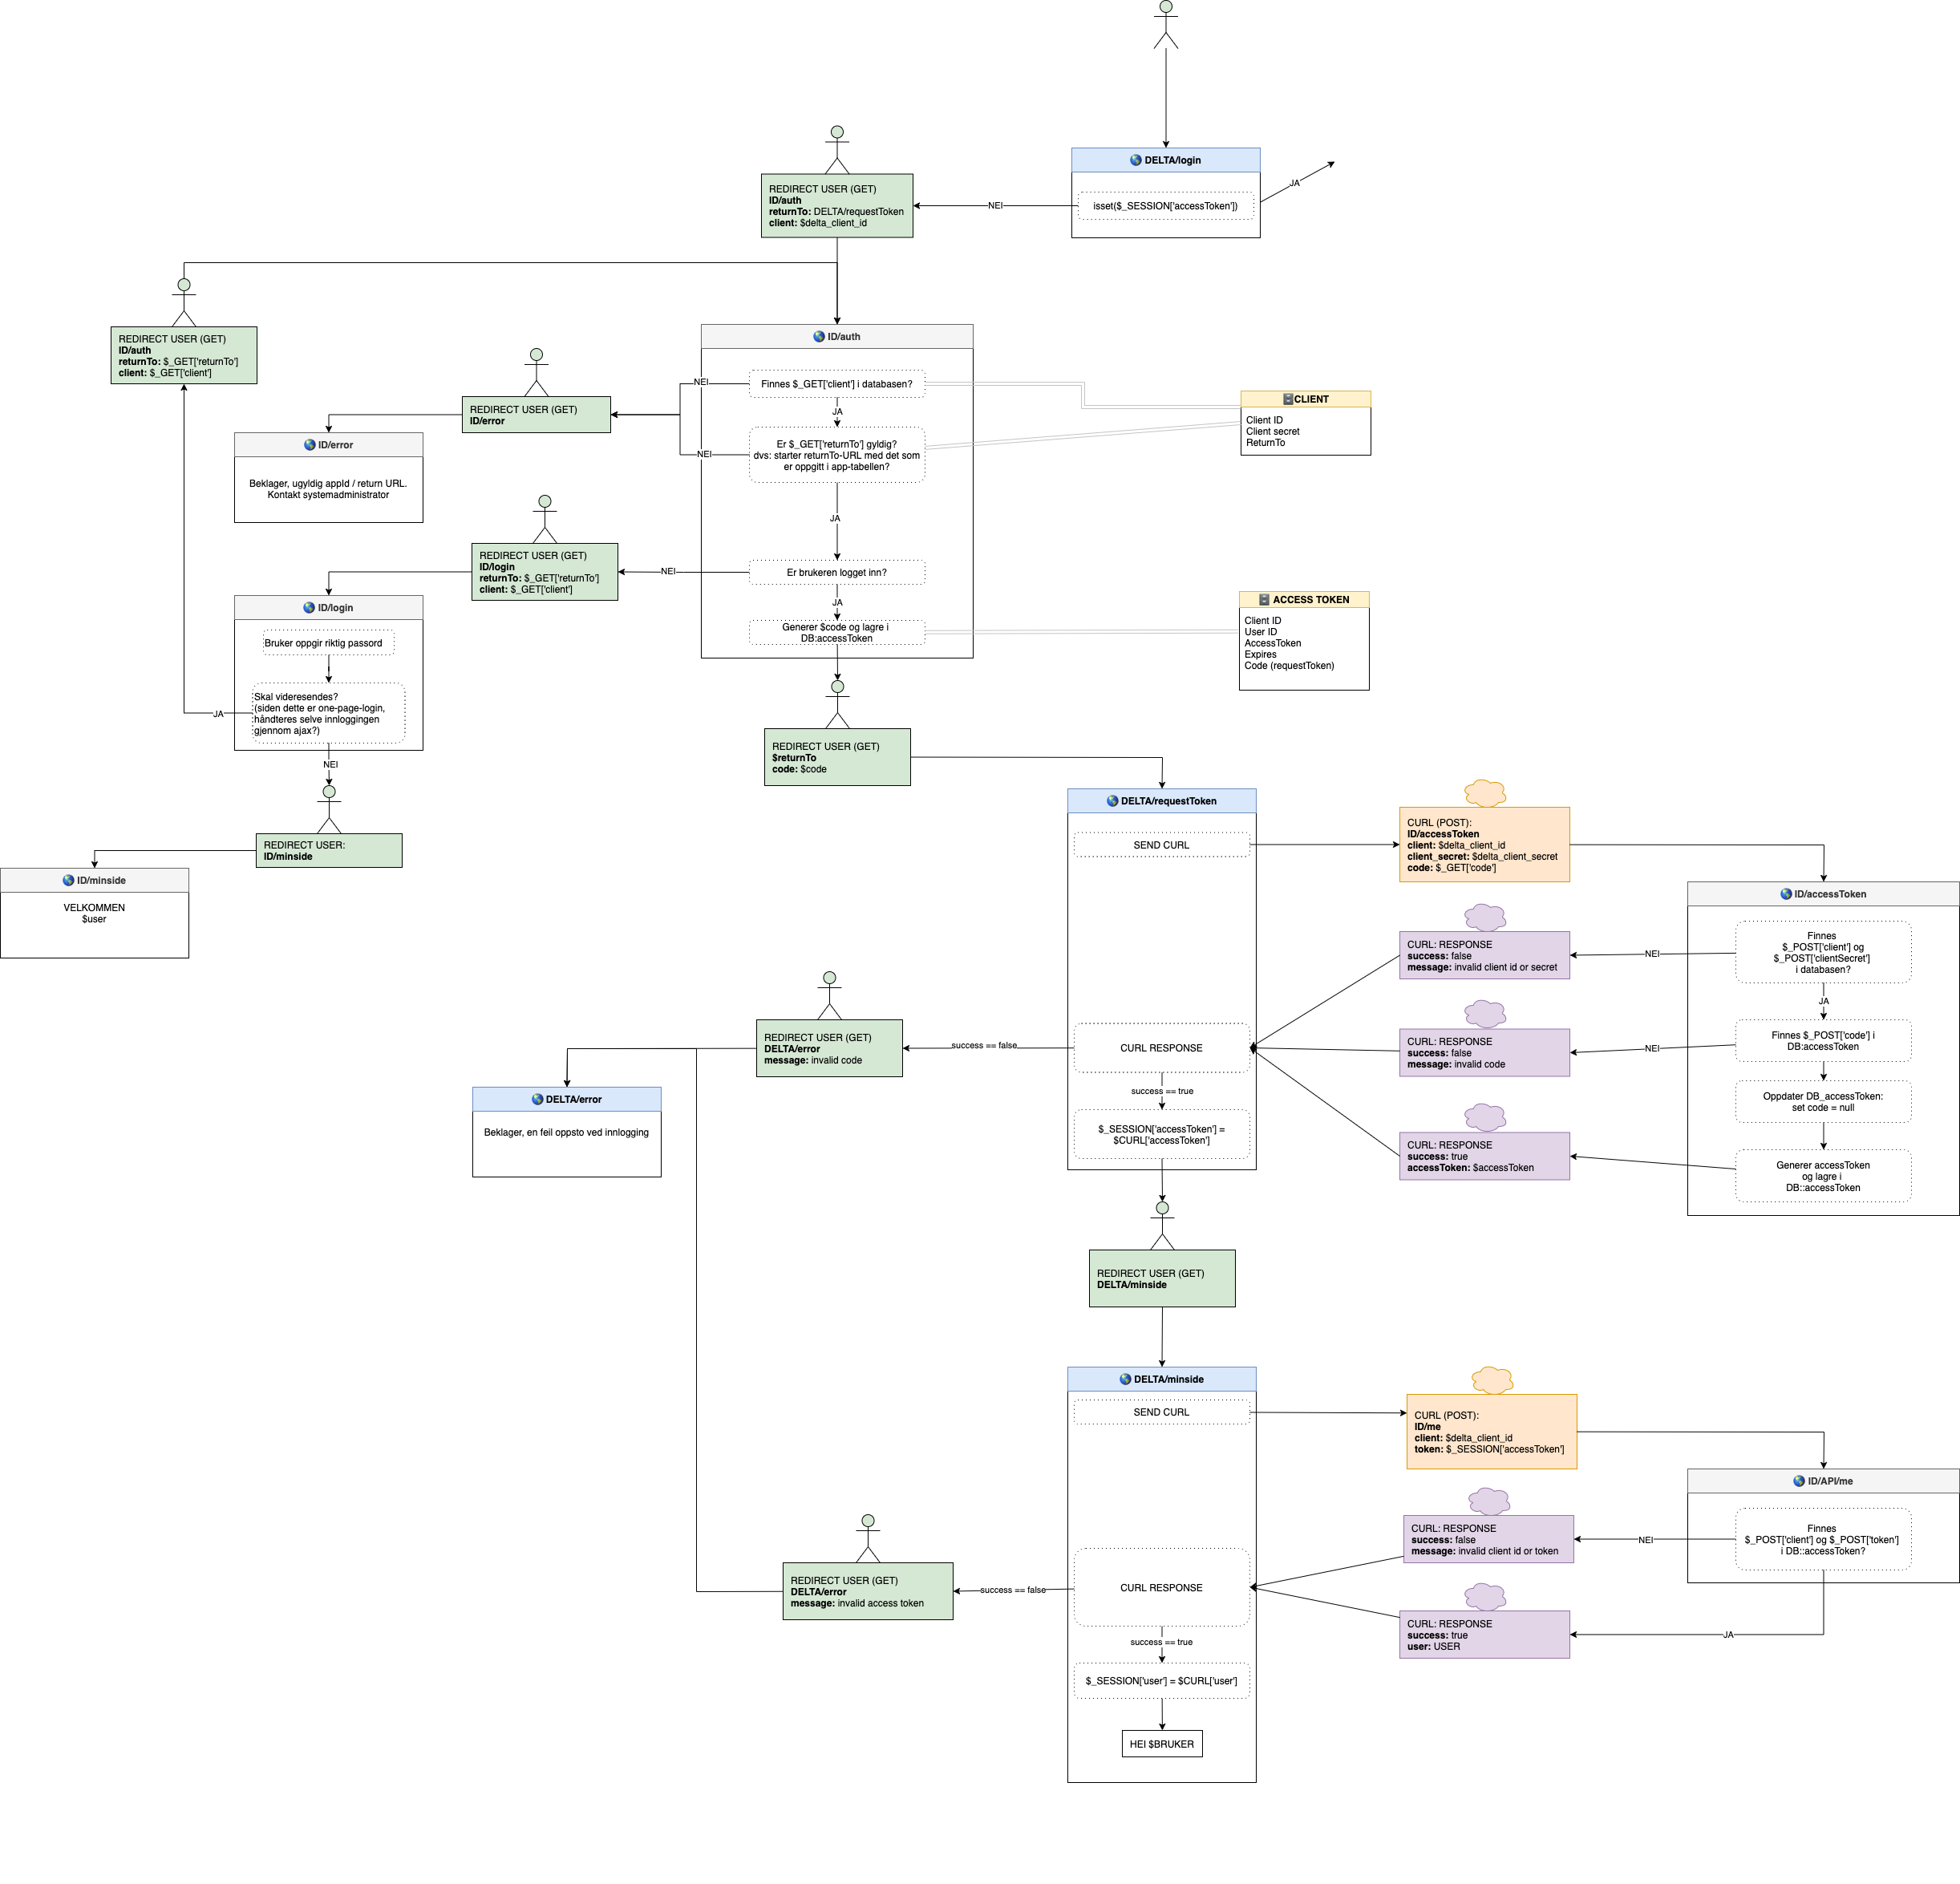 DELTA/login
isset($_SESSION['accessToken'])
JA
NEI
REDIRECT USER (GET)
ID/auth
returnTo: DELTA/requestToken
client: $delta_client_id
REDIRECT USER (GET)
ID/auth
returnTo: $_GET['returnTo']
client: $_GET['client']
ID/auth
Finnes $_GET['client'] i databasen?
NEI
JA
Er $_GET['returnTo'] gyldig?
dvs: starter returnTo-URL med det som
er oppgitt i app-tabellen?
NEI
JA
Er brukeren logget inn?
NEI
JA
Generer $code og lagre i
DB:accessToken
CLIENT
Client ID
Client secret
ReturnTo
ACCESS TOKEN
Client ID
User ID
AccessToken
Expires
Code (requestToken)
REDIRECT USER (GET)
ID/error
ID/error
Beklager, ugyldig appId / return URL.
Kontakt systemadministrator
REDIRECT USER (GET)
ID/login
returnTo: $_GET['returnTo']
client: $_GET['client']
ID/login
Bruker oppgir riktig passord
Skal videresendes?
(siden dette er one-page-login,
håndteres selve innloggingen
gjennom ajax?)
JA
NEI
REDIRECT USER:
ID/minside
ID/minside
VELKOMMEN
$user
REDIRECT USER (GET)
$returnTo
code: $code
DELTA/requestToken
SEND CURL
CURL (POST):
ID/accessToken
client: $delta_client_id
client_secret: $delta_client_secret
code: $_GET['code']
ID/accessToken
Finnes
$_POST['client'] og
$_POST['clientSecret']
i databasen?
NEI
CURL: RESPONSE
success: false
message: invalid client id or secret
JA
Finnes $_POST['code'] i
DB:accessToken
NEI
CURL: RESPONSE
success: false
message: invalid code
Oppdater DB_accessToken:
set code = null
Generer accessToken
og lagre i
DB::accessToken
CURL: RESPONSE
success: true
accessToken: $accessToken
CURL RESPONSE
success == false
REDIRECT USER (GET)
DELTA/error
message: invalid code
DELTA/error
Beklager, en feil oppsto ved innlogging
success == true
$_SESSION['accessToken'] =
$CURL['accessToken']
REDIRECT USER (GET)
DELTA/minside
DELTA/minside
SEND CURL
CURL (POST):
ID/me
client: $delta_client_id
token: $_SESSION['accessToken']
ID/API/me
Finnes
$_POST['client'] og $_POST['token']
i DB::accessToken?
NEI
CURL: RESPONSE
success: false
message: invalid client id or token
JA
CURL: RESPONSE
success: true
user: USER
CURL RESPONSE
success == false
REDIRECT USER (GET)
DELTA/error
message: invalid access token
success == true
$_SESSION['user'] = $CURL['user']
HEI $BRUKER